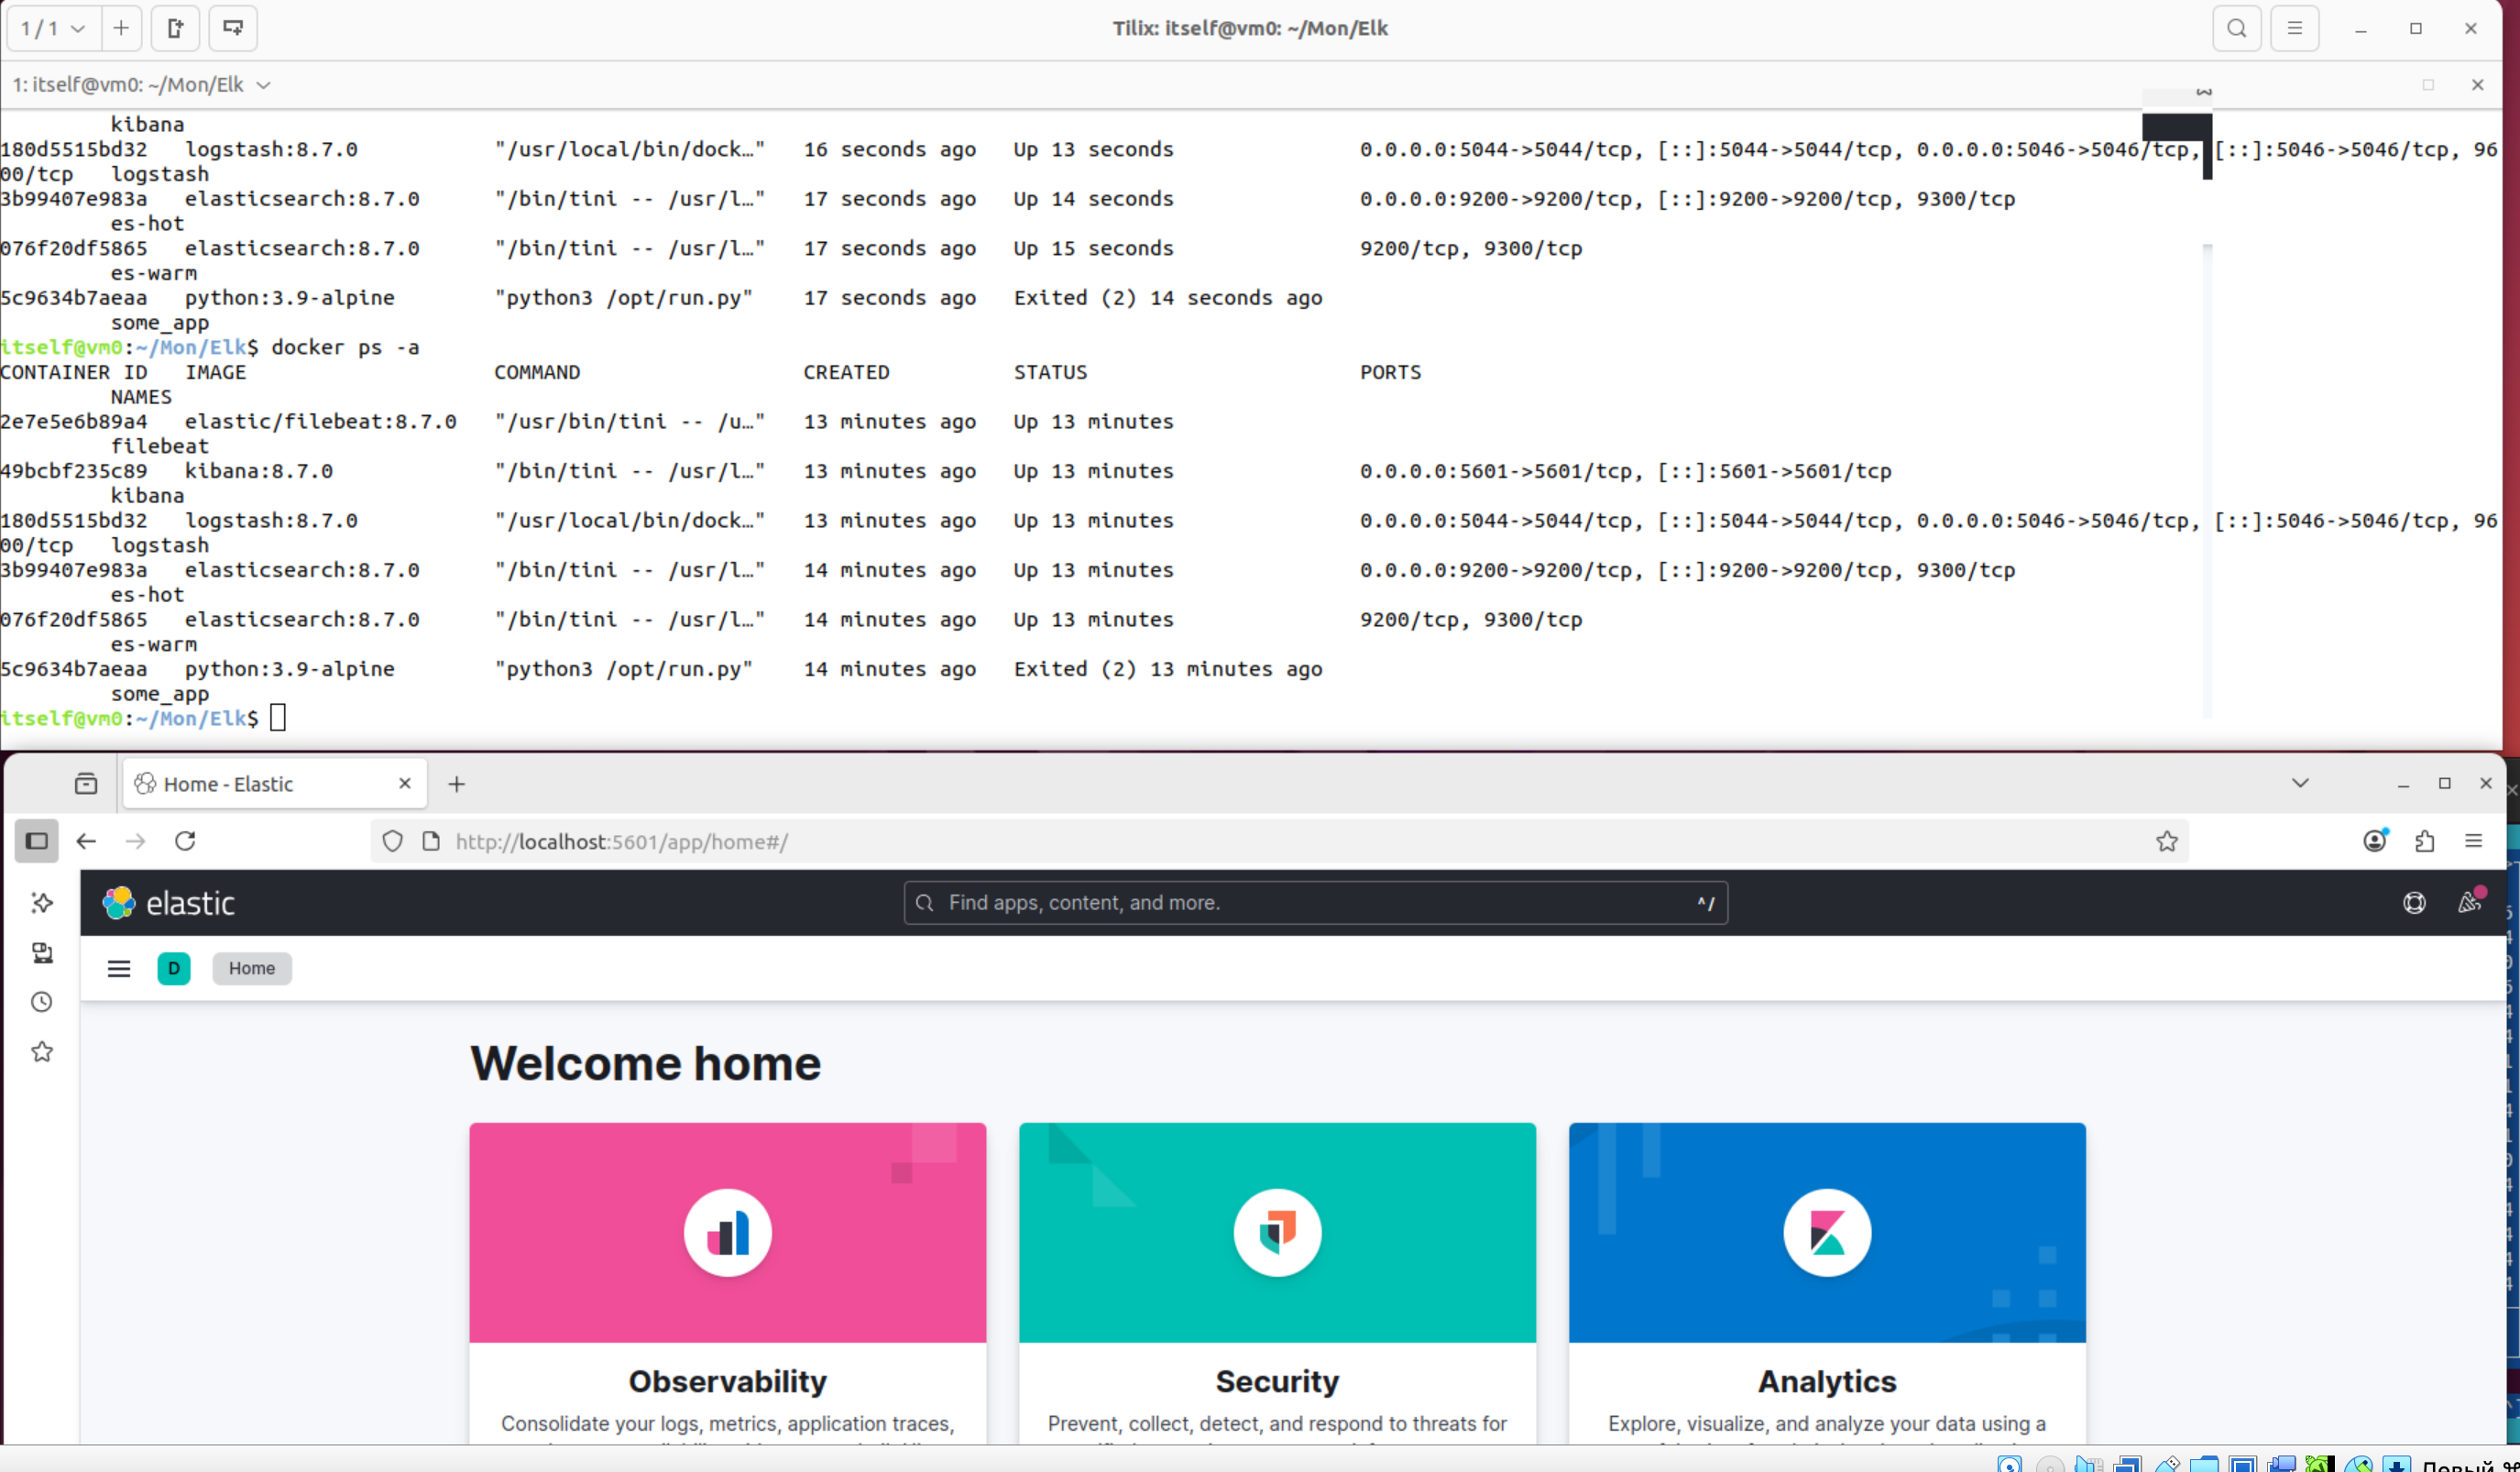 1 / 1
Tilix: itself@vm0: ~/Mon/Elk
1: itself@vm0: ~/Mon/Elk
kibana
180d5515bd32   logstash:8.7.0   "/usr/local/bin/dock…"   16 seconds ago   Up 13 seconds   0.0.0.0:5044->5044/tcp, [::]:5044->5044/tcp, 0.0.0.0:5046->5046/tcp, [::]:5046->5046/tcp, 96
00/tcp   logstash
3b99407e983a   elasticsearch:8.7.0   "/bin/tini -- /usr/l…"   17 seconds ago   Up 14 seconds   0.0.0.0:9200->9200/tcp, [::]:9200->9200/tcp, 9300/tcp
es-hot
076f20df5865   elasticsearch:8.7.0   "/bin/tini -- /usr/l…"   17 seconds ago   Up 15 seconds   9200/tcp, 9300/tcp
es-warm
5c9634b7aeaa   python:3.9-alpine   "python3 /opt/run.py"   17 seconds ago   Exited (2) 14 seconds ago
some_app
itself@vm0:~/Mon/Elk$ docker ps -a
CONTAINER ID   IMAGE   COMMAND   CREATED   STATUS   PORTS
NAMES
2e7e5e6b89a4   elastic/filebeat:8.7.0   "/usr/bin/tini -- /u…"   13 minutes ago   Up 13 minutes
filebeat
49bcbf235c89   kibana:8.7.0   "/bin/tini -- /usr/l…"   13 minutes ago   Up 13 minutes   0.0.0.0:5601->5601/tcp, [::]:5601->5601/tcp
kibana
180d5515bd32   logstash:8.7.0   "/usr/local/bin/dock…"   13 minutes ago   Up 13 minutes   0.0.0.0:5044->5044/tcp, [::]:5044->5044/tcp, 0.0.0.0:5046->5046/tcp, [::]:5046->5046/tcp, 96
00/tcp   logstash
3b99407e983a   elasticsearch:8.7.0   "/bin/tini -- /usr/l…"   14 minutes ago   Up 13 minutes   0.0.0.0:9200->9200/tcp, [::]:9200->9200/tcp, 9300/tcp
es-hot
076f20df5865   elasticsearch:8.7.0   "/bin/tini -- /usr/l…"   14 minutes ago   Up 13 minutes   9200/tcp, 9300/tcp
es-warm
5c9634b7aeaa   python:3.9-alpine   "python3 /opt/run.py"   14 minutes ago   Exited (2) 13 minutes ago
some_app
itself@vm0:~/Mon/Elk$
Home - Elastic
http://localhost:5601/app/home#/
elastic
Find apps, content, and more.
^ /
D
Home
Welcome home
Observability
Consolidate your logs, metrics, application traces,
Security
Prevent, collect, detect, and respond to threats for
Analytics
Explore, visualize, and analyze your data using a
Левый ⌘